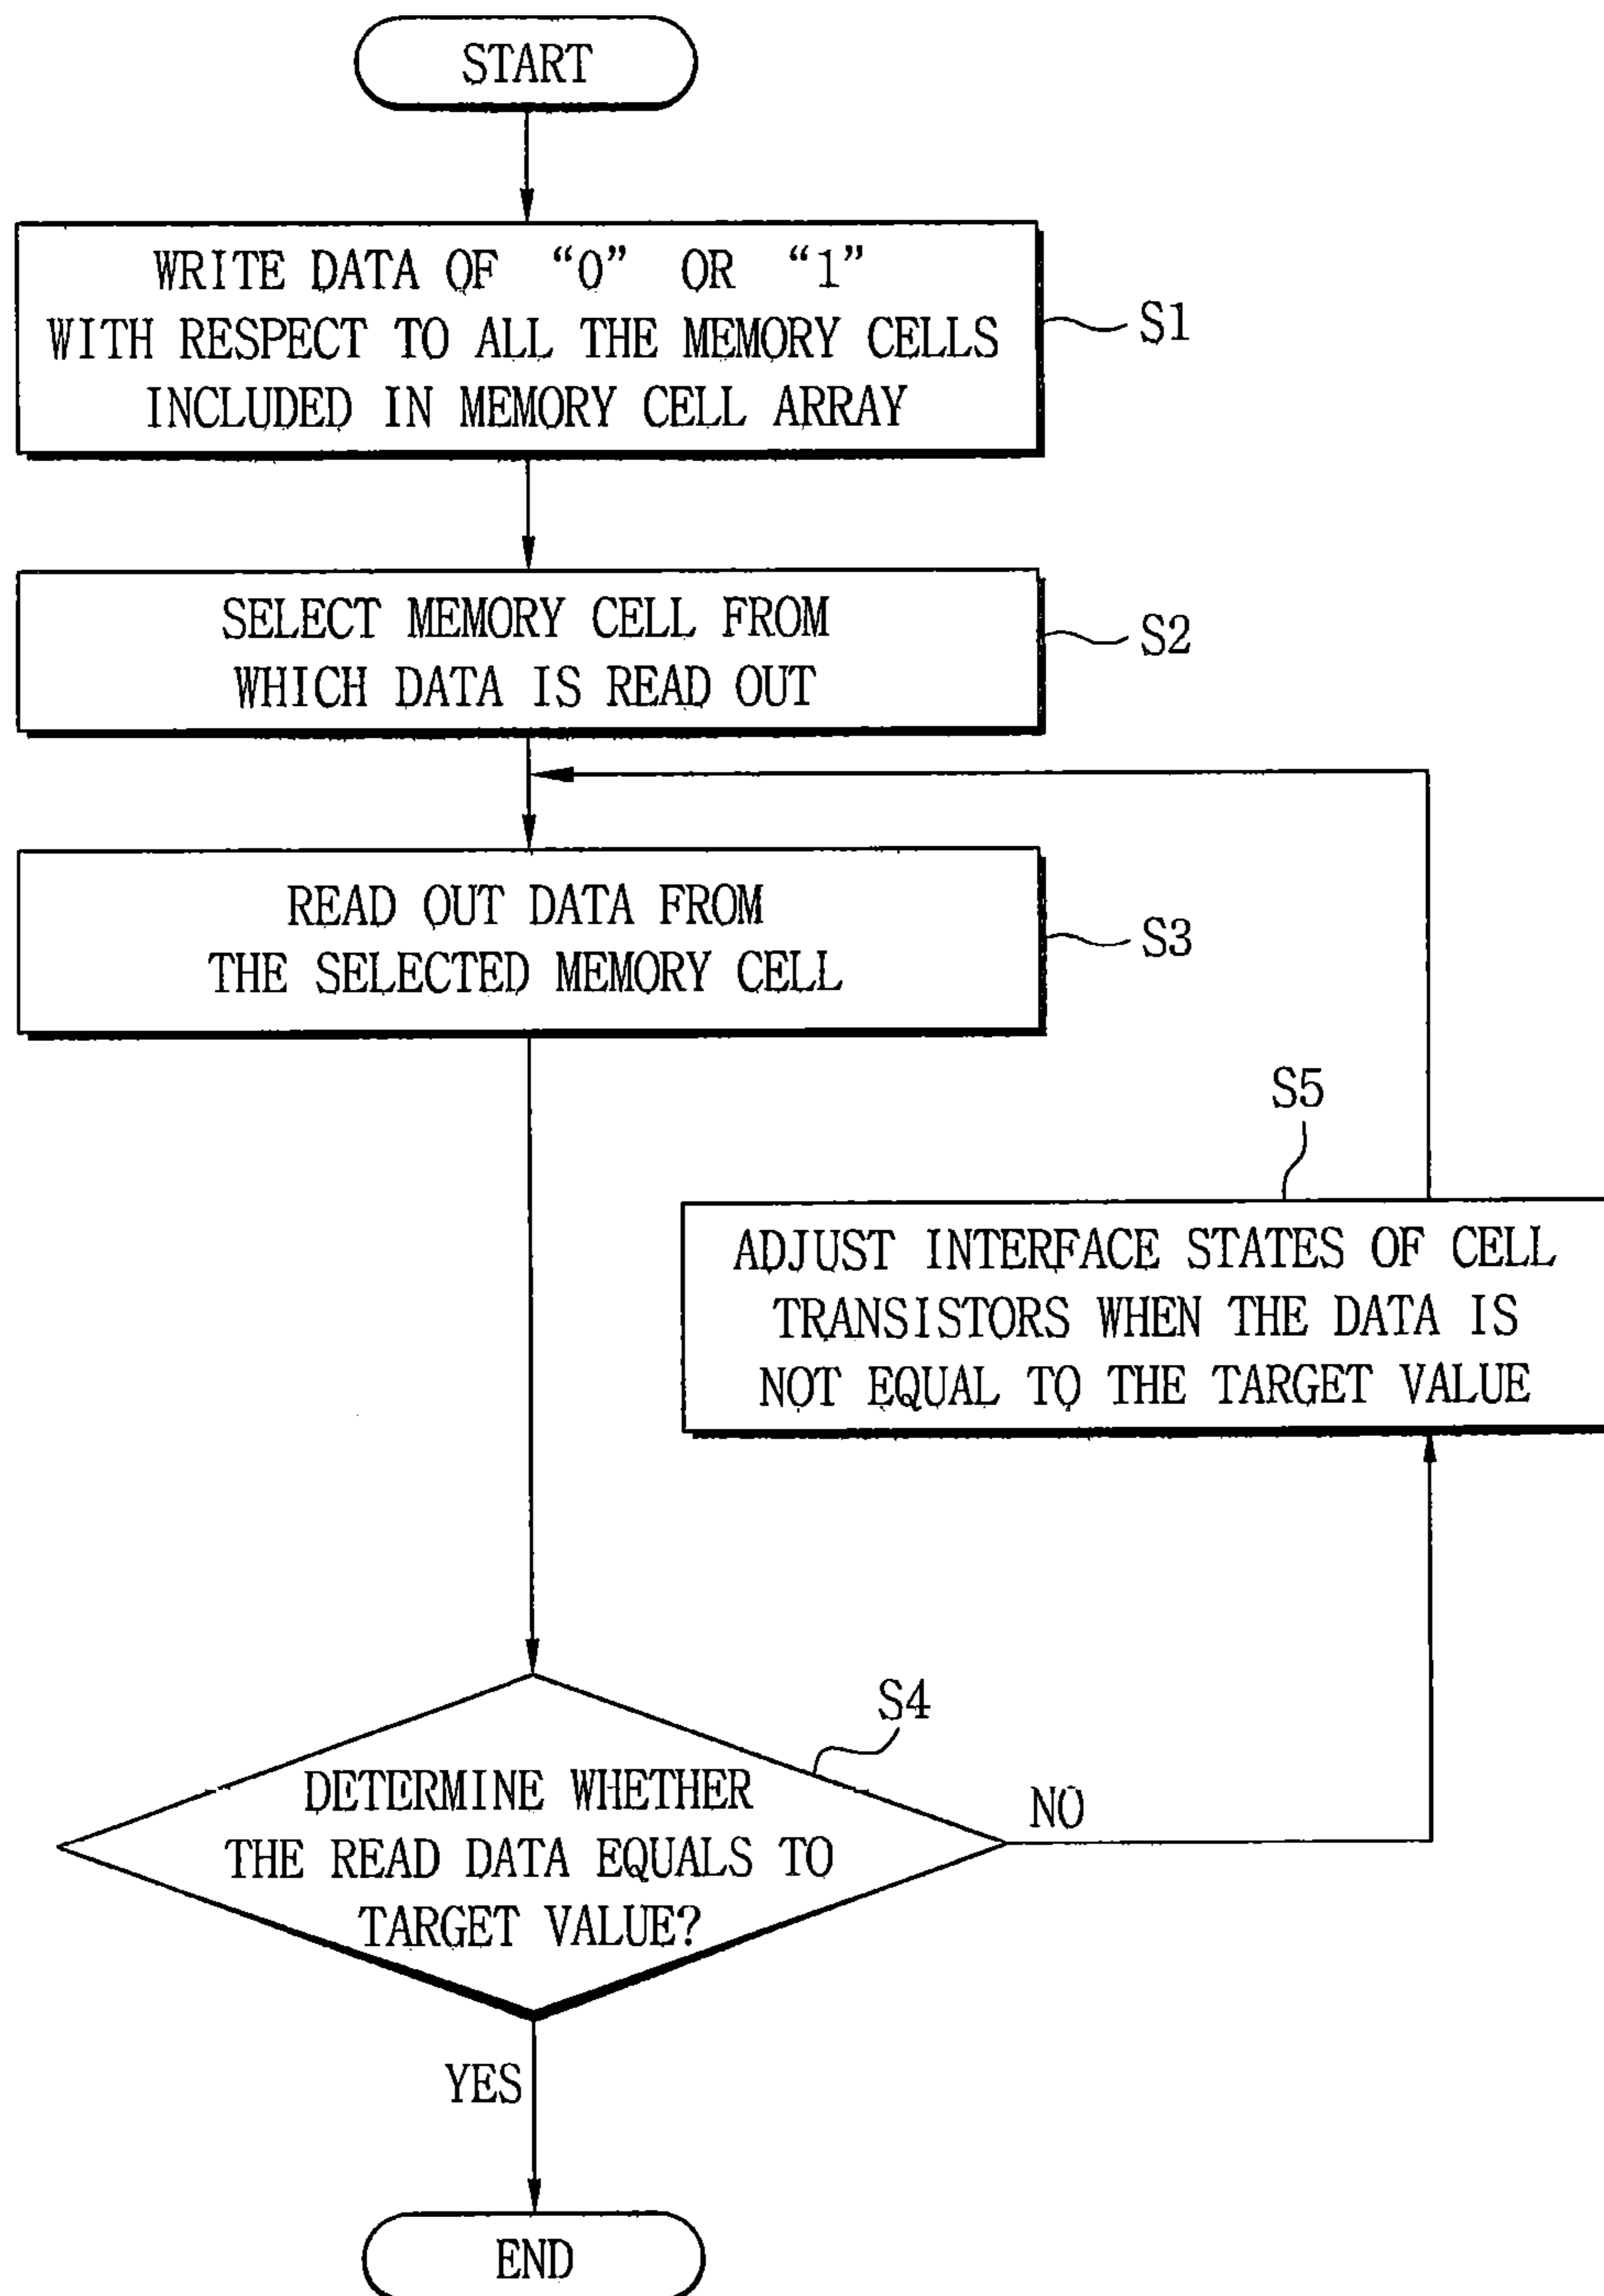 START
WRITE DATA OF “0” OR “1”
WITH RESPECT TO ALL THE MEMORY CELLS
INCLUDED IN MEMORY CELL ARRAY
S1
SELECT MEMORY CELL FROM
WHICH DATA IS READ OUT
S2
READ OUT DATA FROM
THE SELECTED MEMORY CELL
S3
S5
ADJUST INTERFACE STATES OF CELL
TRANSISTORS WHEN THE DATA IS
NOT EQUAL TO THE TARGET VALUE
S4
DETERMINE WHETHER
THE READ DATA EQUALS TO
TARGET VALUE?
NO
YES
END